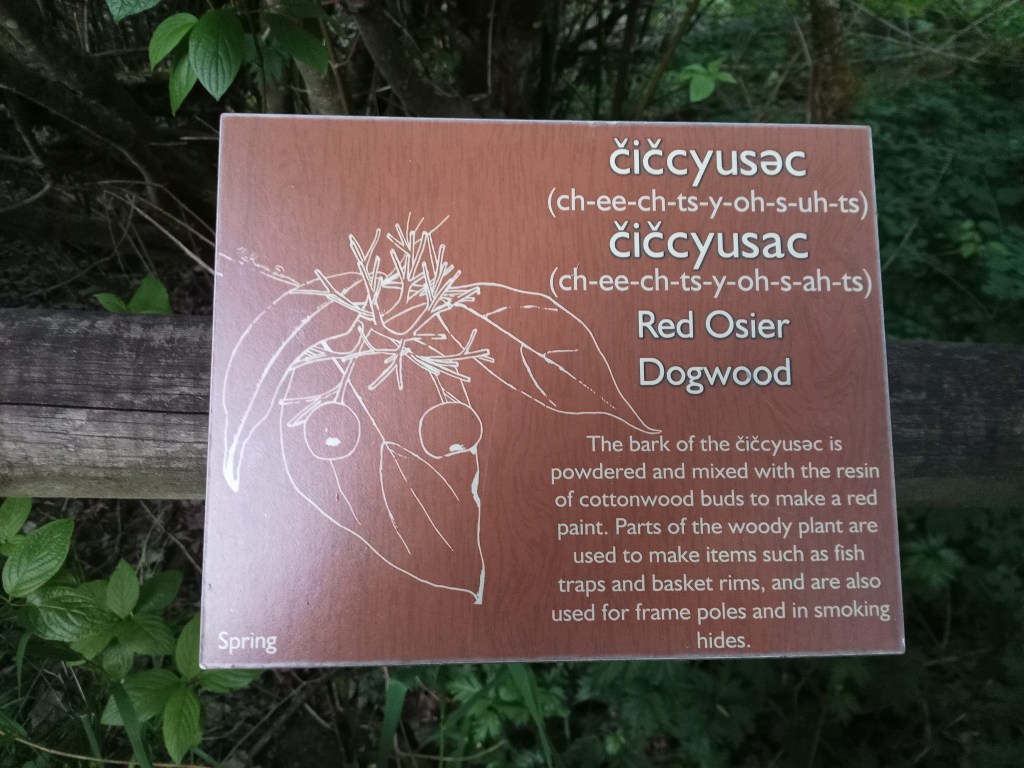 čičcyusəc
(ch-ee-ch-ts-y-oh-s-uh-ts)
čičcyusac
(ch-ee-ch-ts-y-oh-s-ah-ts)
Red Osier
Dogwood
The bark of the čičcyusəc is
powdered and mixed with the resin
of cottonwood buds to make a red
paint. Parts of the woody plant are
used to make items such as fish
traps and basket rims, and are also
used for frame poles and in smoking
hides.
Spring